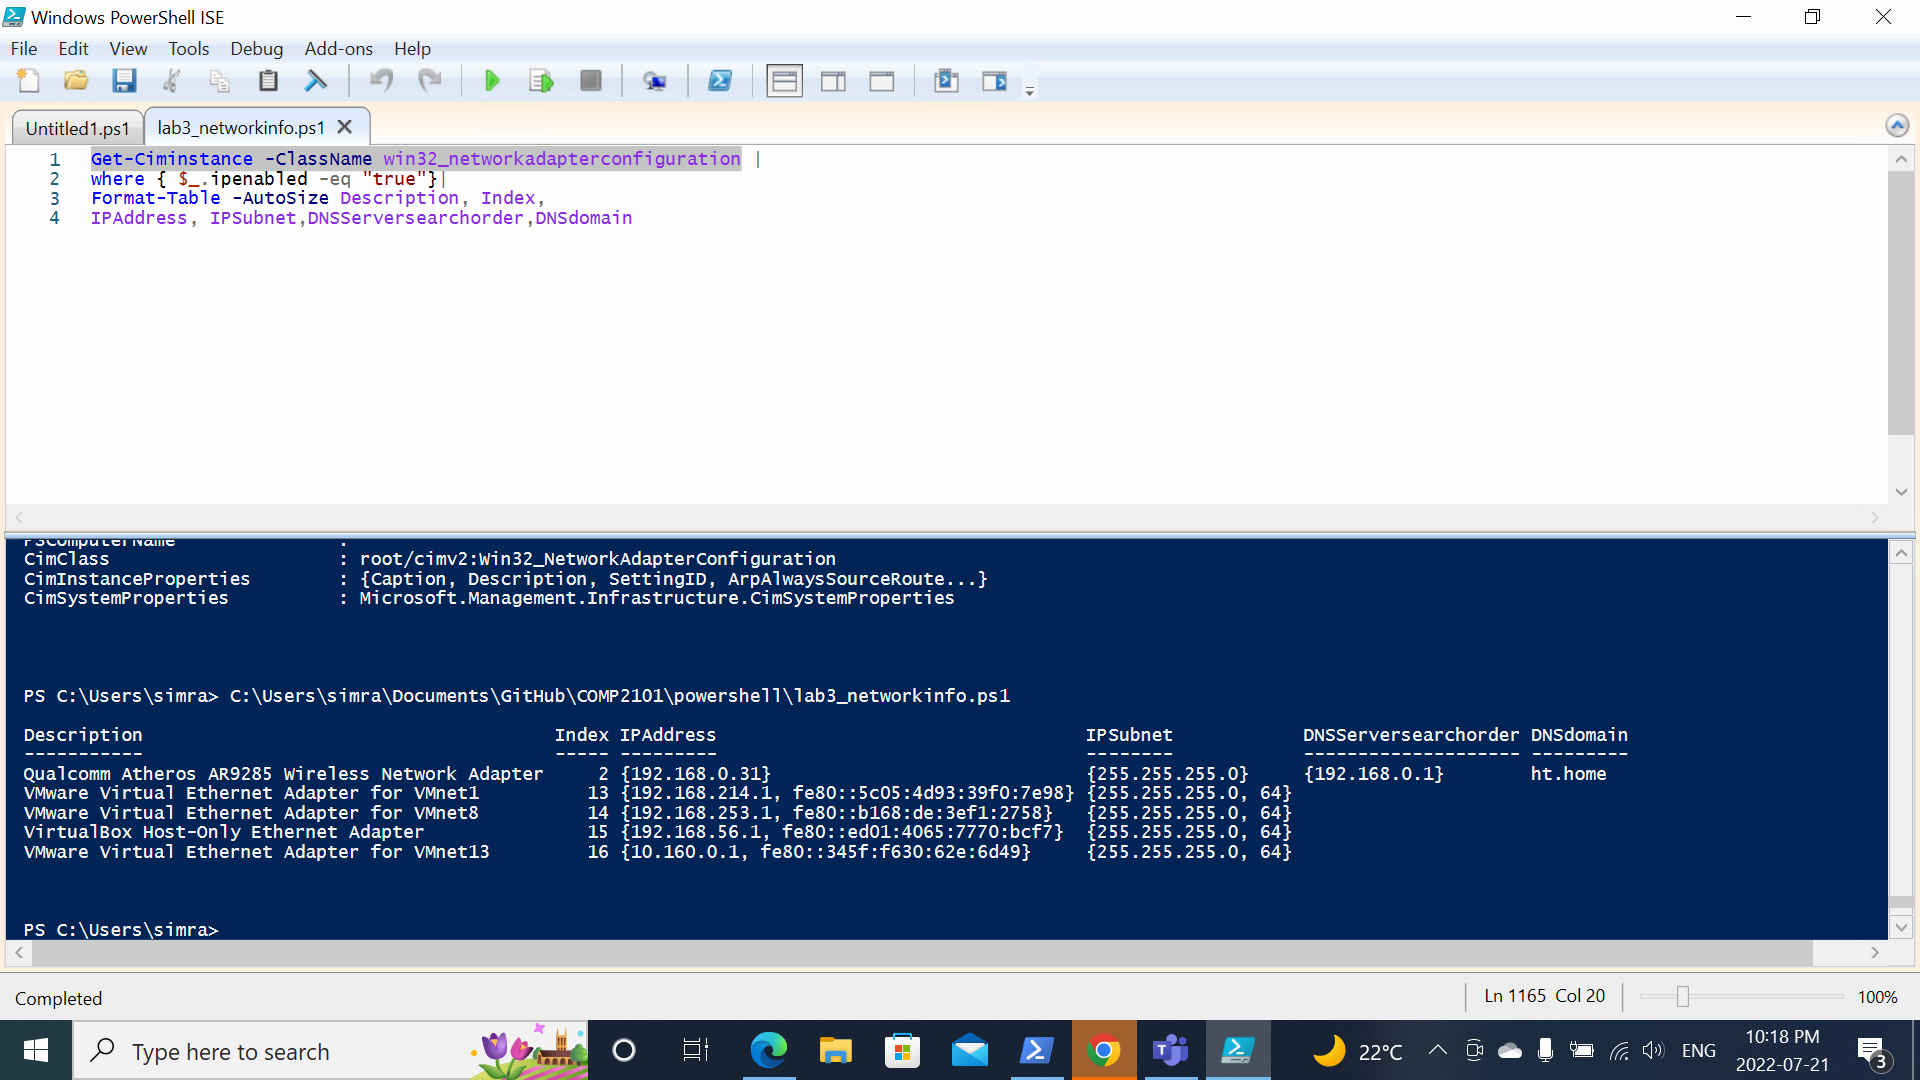 Windows PowerShell ISE
File Edit View Tools Debug Add-ons Help
Untitled1.ps1 lab3_networkinfo.ps1
1 Get-Ciminstance -ClassName win32_networkadapterconfiguration |
2 where { $_.ipenabled -eq "true"}|
3 Format-Table -AutoSize Description, Index,
4 IPAddress, IPSubnet,DNSServersearchorder,DNSdomain
PSComputerName :
CimClass : root/cimv2:Win32_NetworkAdapterConfiguration
CimInstanceProperties : {Caption, Description, SettingID, ArpAlwaysSourceRoute...}
CimSystemProperties : Microsoft.Management.Infrastructure.CimSystemProperties
PS C:\Users\simra> C:\Users\simra\Documents\GitHub\COMP2101\powershell\lab3_networkinfo.ps1
Description Index IPAddress IPSubnet DNSServersearchorder DNSdomain
----------- ----- --------- -------- -------------------- ---------
Qualcomm Atheros AR9285 Wireless Network Adapter 2 {192.168.0.31} {255.255.255.0} {192.168.0.1} ht.home
VMware Virtual Ethernet Adapter for VMnet1 13 {192.168.214.1, fe80::5c05:4d93:39f0:7e98} {255.255.255.0, 64}
VMware Virtual Ethernet Adapter for VMnet8 14 {192.168.253.1, fe80::b168:de:3ef1:2758} {255.255.255.0, 64}
VirtualBox Host-Only Ethernet Adapter 15 {192.168.56.1, fe80::ed01:4065:7770:bcf7} {255.255.255.0, 64}
VMware Virtual Ethernet Adapter for VMnet13 16 {10.160.0.1, fe80::345f:f630:62e:6d49} {255.255.255.0, 64}
PS C:\Users\simra>
Completed Ln 1165 Col 20 100%
Type here to search 22°C ENG 10:18 PM
2022-07-21 3